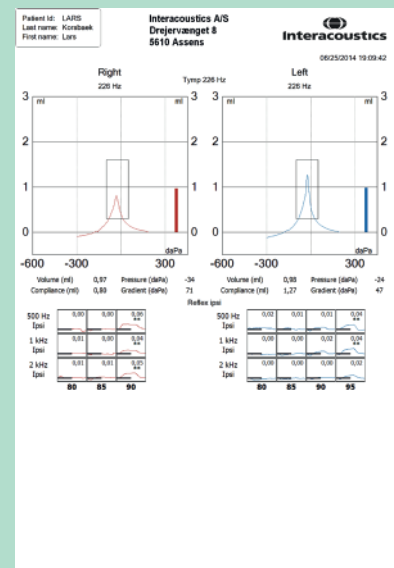 Patient Id: LARS
Last name: Korsbaek
First name: Lars
Interacoustics A/S
Drejervænget 8
5610 Assens
Interacoustics
06/25/2014 19:09:42
Right
226 Hz
Tymp 226 Hz
Left
226 Hz
3 ml ml 3
2 2
1 1
0 0
daPa
-600 -300 300
3 ml ml 3
2 2
1 1
0 0
daPa
-600 -300 300
Volume (ml) 0,97 Pressure (daPa) -34
Compliance (ml) 0,80 Gradient (daPa) 71
Volume (ml) 0,98 Pressure (daPa) -24
Compliance (ml) 1,27 Gradient (daPa) 47
Reflex ipsi
500 Hz Ipsi 0,00 0,00 0,06 **
1 kHz Ipsi 0,01 0,00 0,04 **
2 kHz Ipsi 0,01 0,01 0,05 **
80 85 90
500 Hz Ipsi 0,02 0,01 0,01 0,04 **
1 kHz Ipsi 0,00 0,00 0,02 0,04 **
2 kHz Ipsi 0,00 0,00 0,00 0,02
80 85 90 95